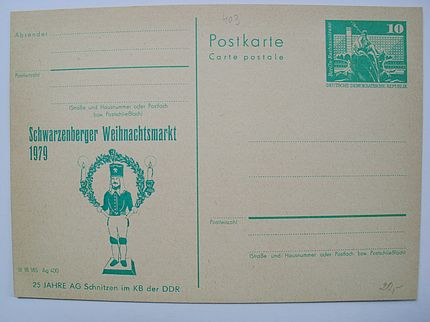 Absender
Postleitzahl
(Straße und Hausnummer oder Postfach
bzw. Postschließfach)
Schwarzenberger Weihnachtsmarkt
1979
25 JAHRE AG Schnitzen im KB der DDR
403
Postkarte
Carte postale
10
DEUTSCHE DEMOKRATISCHE REPUBLIK
Postleitzahl
(Straße und Hausnummer oder Postfach bzw. Postschließfach)
20,-